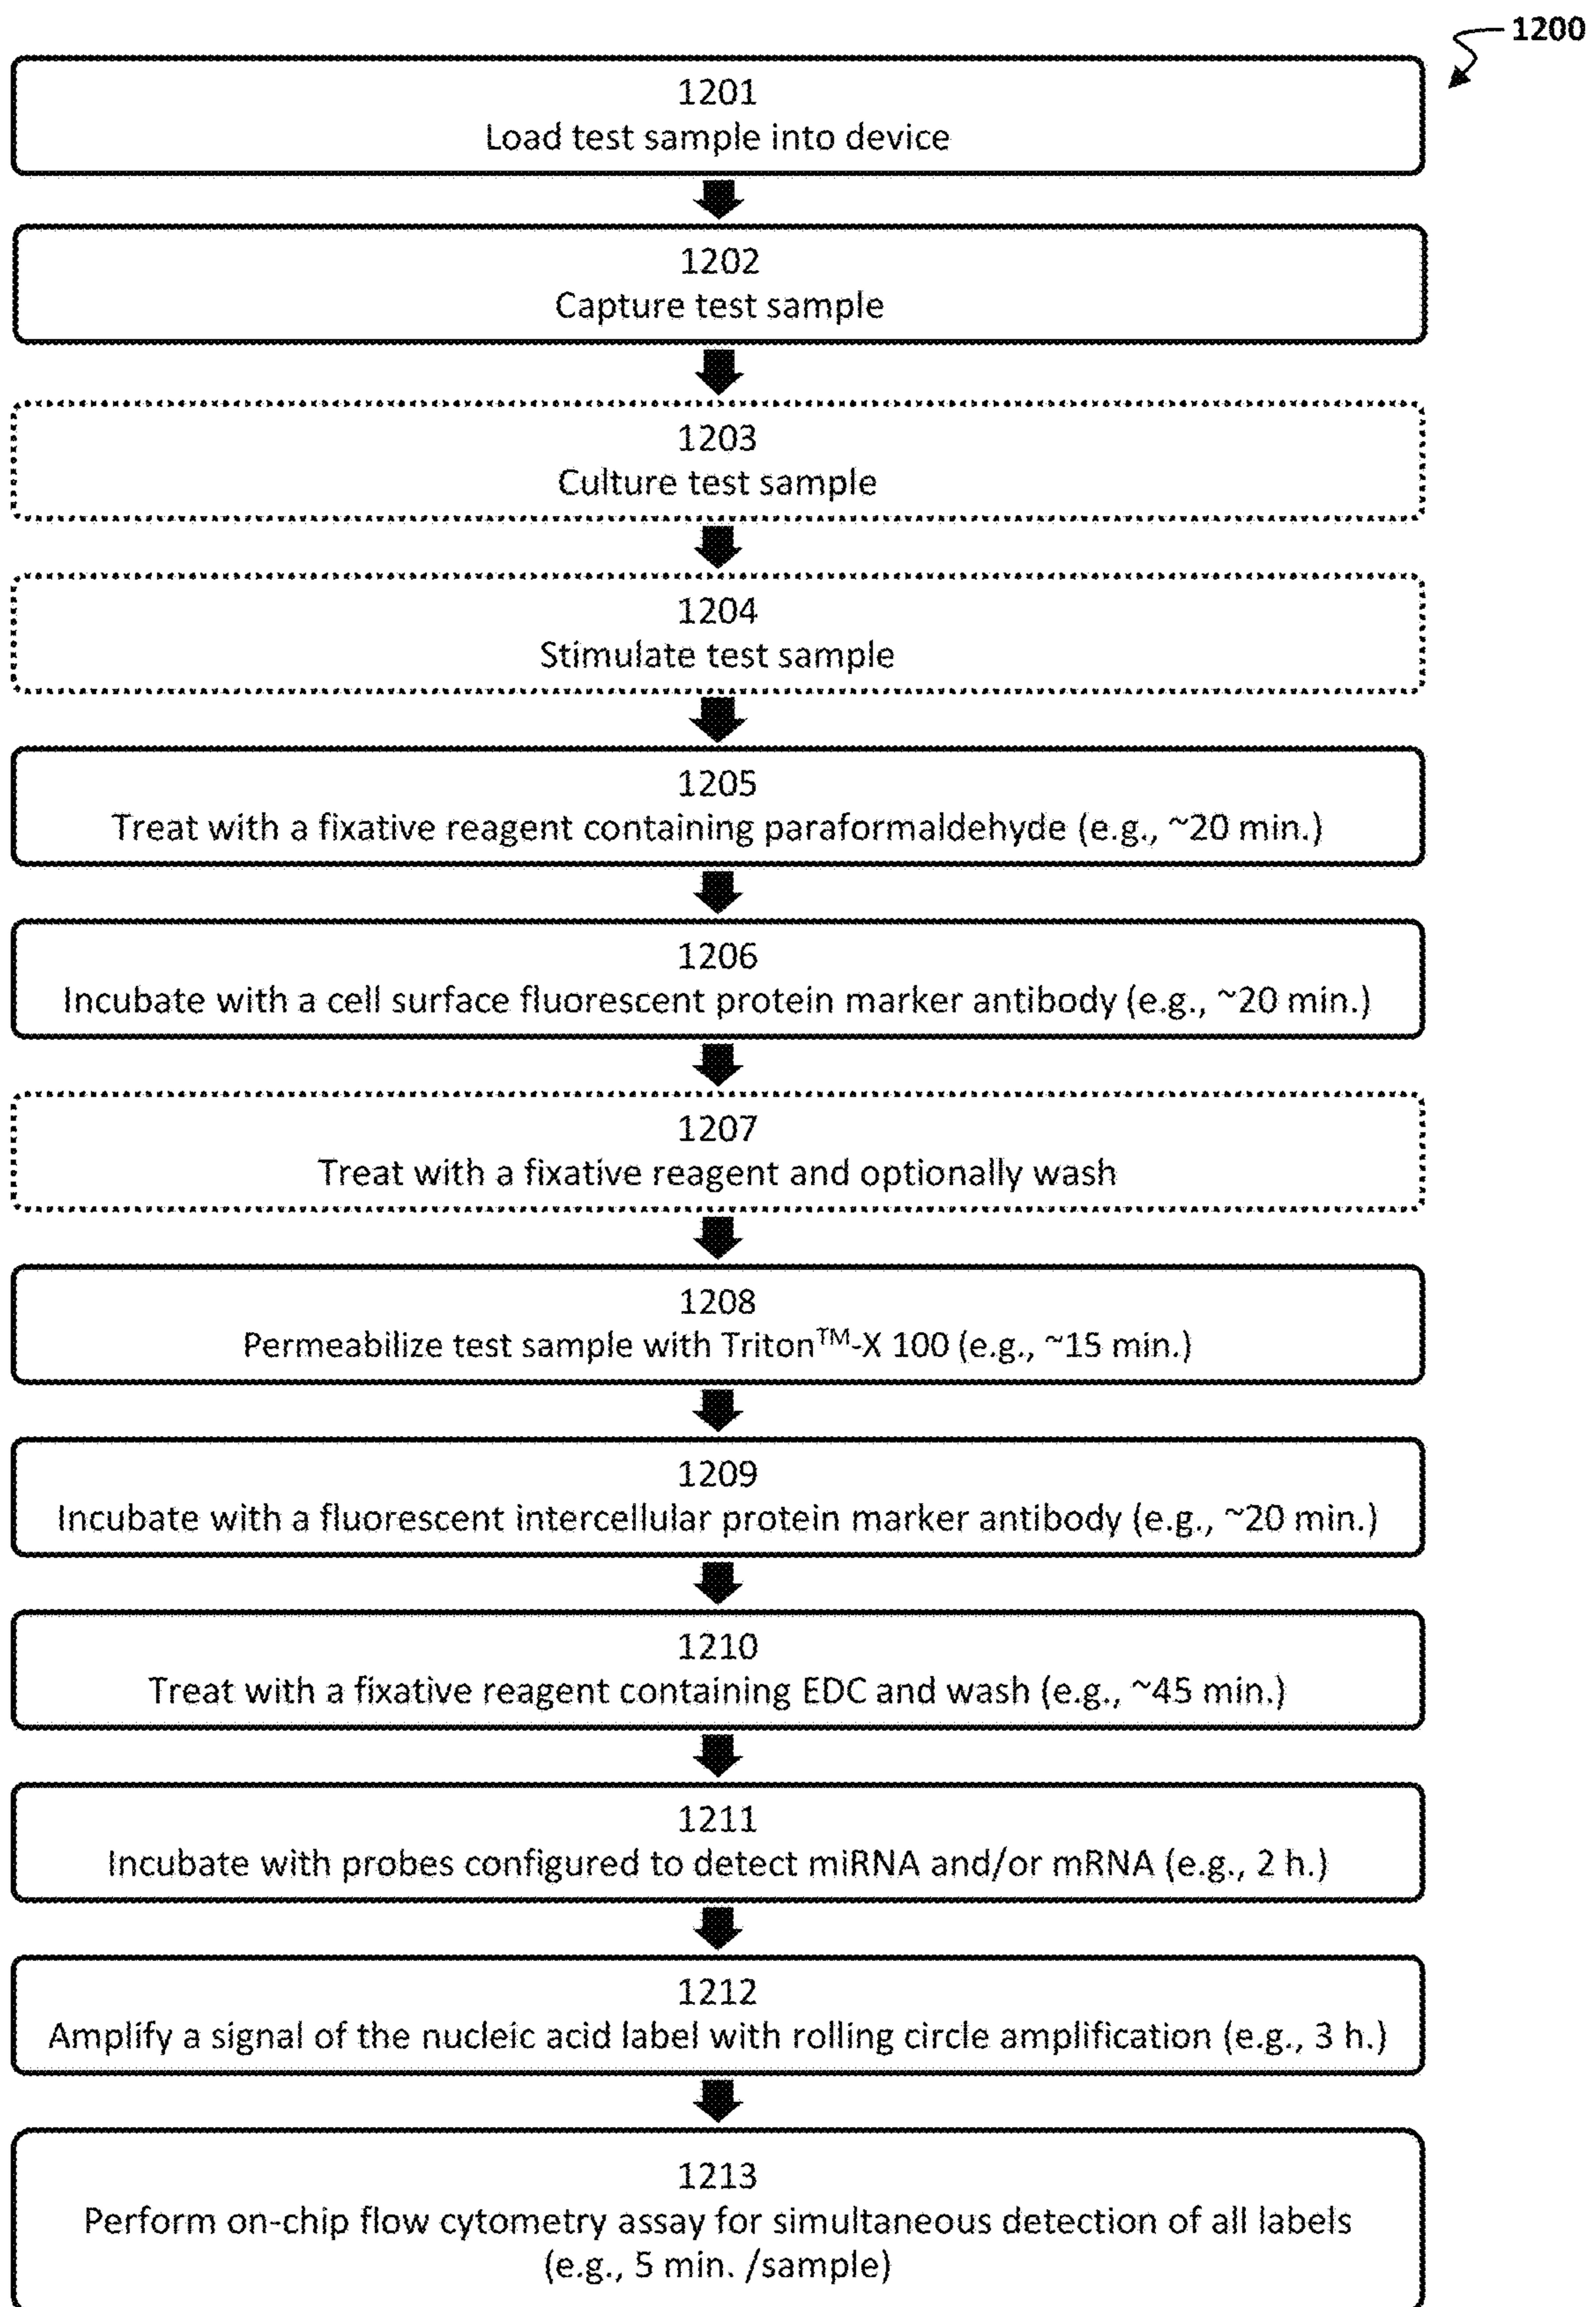 1200
1201
Load test sample into device
1202
Capture test sample
1203
Culture test sample
1204
Stimulate test sample
1205
Treat with a fixative reagent containing paraformaldehyde (e.g., ~20 min.)
1206
Incubate with a cell surface fluorescent protein marker antibody (e.g., ~20 min.)
1207
Treat with a fixative reagent and optionally wash
1208
Permeabilize test sample with Triton™-X 100 (e.g., ~15 min.)
1209
Incubate with a fluorescent intercellular protein marker antibody (e.g., ~20 min.)
1210
Treat with a fixative reagent containing EDC and wash (e.g., ~45 min.)
1211
Incubate with probes configured to detect miRNA and/or mRNA (e.g., 2 h.)
1212
Amplify a signal of the nucleic acid label with rolling circle amplification (e.g., 3 h.)
1213
Perform on-chip flow cytometry assay for simultaneous detection of all labels
(e.g., 5 min. /sample)